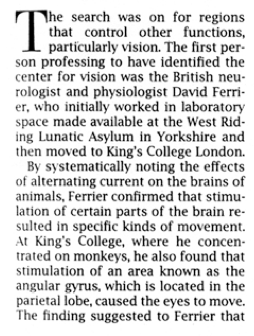 The search was on for regions
that control other functions,
particularly vision. The first per-
son professing to have identified the
center for vision was the British neu-
rologist and physiologist David Ferri-
er, who initially worked in laboratory
space made available at the West Rid-
ing Lunatic Asylum in Yorkshire and
then moved to King's College London.
By systematically noting the effects
of alternating current on the brains of
animals, Ferrier confirmed that stimu-
lation of certain parts of the brain re-
sulted in specific kinds of movement.
At King's College, where he concen-
trated on monkeys, he also found that
stimulation of an area known as the
angular gyrus, which is located in the
parietal lobe, caused the eyes to move.
The finding suggested to Ferrier that